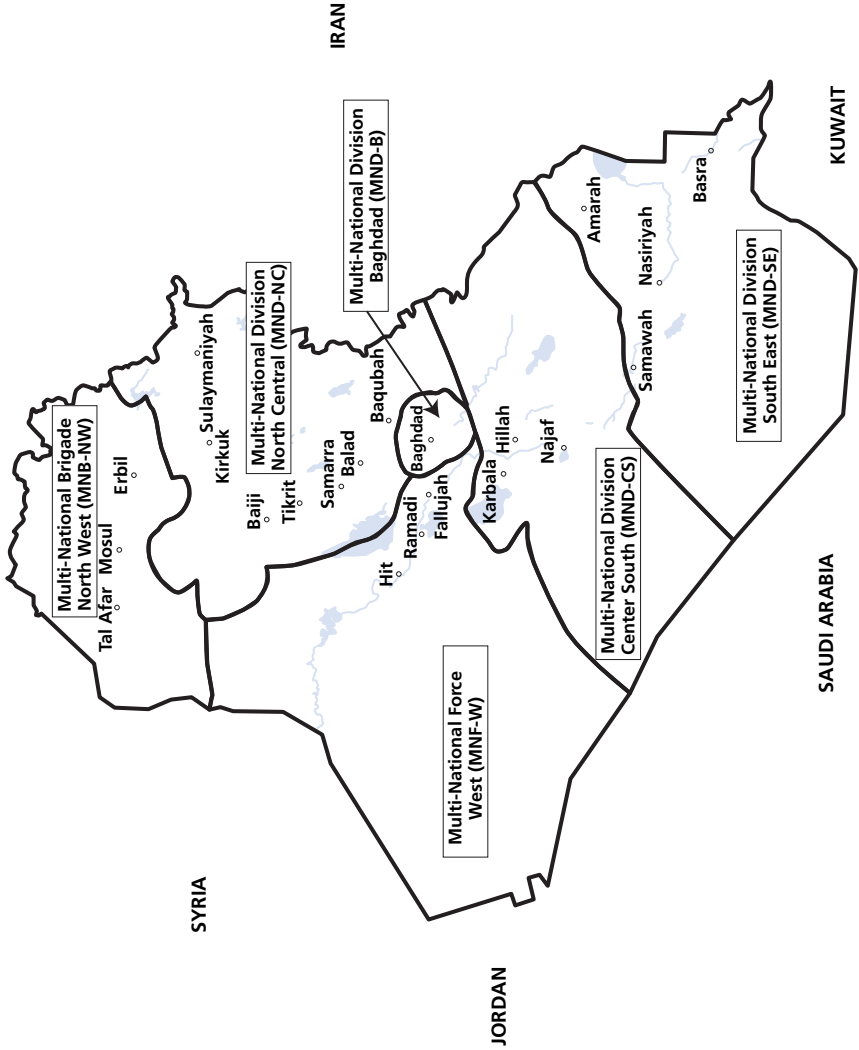 IRAN
Multi-National Division
Baghdad (MND-B)
Multi-National Brigade
North West (MNB-NW)
Multi-National Division
North Central (MND-NC)
Tal Afar
Mosul
Erbil
Sulaymaniyah
Kirkuk
Baiji
Tikrit
Samarra
Balad
Baqubah
Baghdad
Hit
Ramadi
Fallujah
Karbala
Hillah
Najaf
Amarah
Nasiriyah
Samawah
Basra
KUWAIT
Multi-National Division
South East (MND-SE)
Multi-National Division
Center South (MND-CS)
Multi-National Force
West (MNF-W)
SYRIA
JORDAN
SAUDI ARABIA